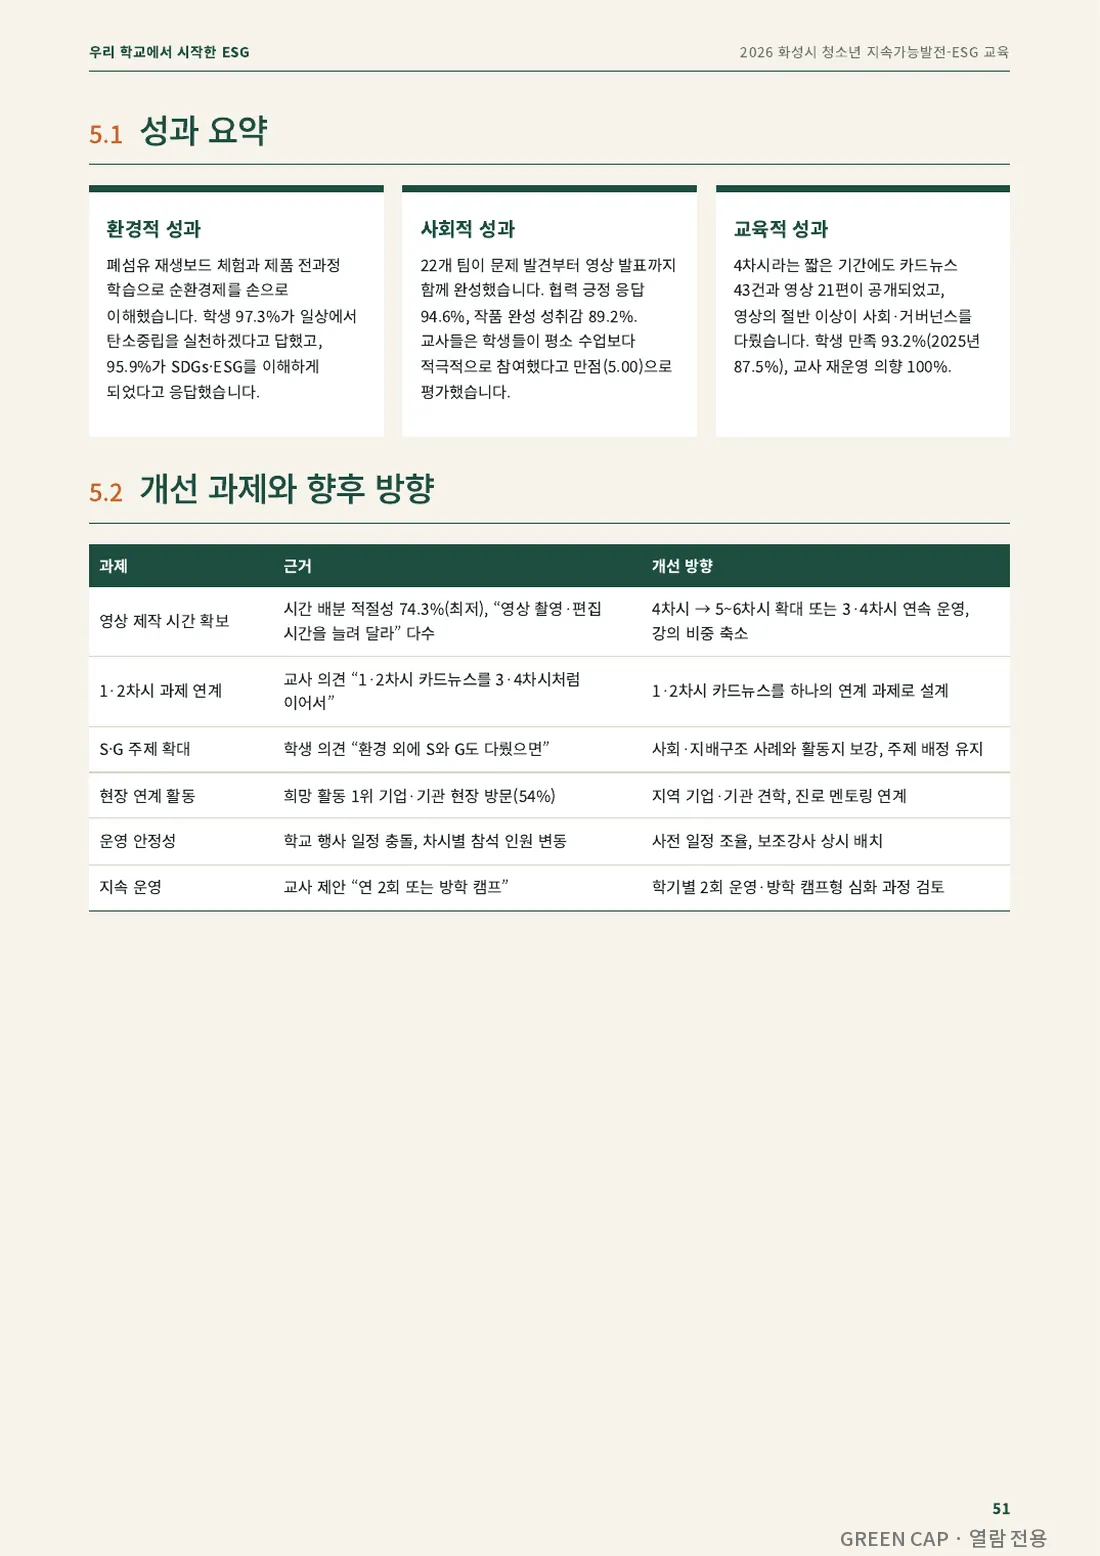 우리 학교에서 시작한 ESG
2026 화성시 청소년 지속가능발전-ESG 교육
5.1 성과 요약
환경적 성과
폐섬유 재생보드 체험과 제품 전과정
학습으로 순환경제를 손으로
이해했습니다. 학생 97.3%가 일상에서
탄소중립을 실천하겠다고 답했고,
95.9%가 SDGs·ESG를 이해하게
되었다고 응답했습니다.
사회적 성과
22개 팀이 문제 발견부터 영상 발표까지
함께 완성했습니다. 협력 긍정 응답
94.6%, 작품 완성 성취감 89.2%.
교사들은 학생들이 평소 수업보다
적극적으로 참여했다고 만점(5.00)으로
평가했습니다.
교육적 성과
4차시라는 짧은 기간에도 카드뉴스
43건과 영상 21편이 공개되었고,
영상의 절반 이상이 사회·거버넌스를
다뤘습니다. 학생 만족 93.2%(2025년
87.5%), 교사 재운영 의향 100%.
5.2 개선 과제와 향후 방향
과제 근거 개선 방향
영상 제작 시간 확보
시간 배분 적절성 74.3%(최저), “영상 촬영·편집
시간을 늘려 달라” 다수
4차시 → 5~6차시 확대 또는 3·4차시 연속 운영,
강의 비중 축소
1·2차시 과제 연계
교사 의견 “1·2차시 카드뉴스를 3·4차시처럼
이어서”
1·2차시 카드뉴스를 하나의 연계 과제로 설계
S·G 주제 확대
학생 의견 “환경 외에 S와 G도 다뤘으면”
사회·지배구조 사례와 활동지 보강, 주제 배정 유지
현장 연계 활동
희망 활동 1위 기업·기관 현장 방문(54%)
지역 기업·기관 견학, 진로 멘토링 연계
운영 안정성
학교 행사 일정 충돌, 차시별 참석 인원 변동
사전 일정 조율, 보조강사 상시 배치
지속 운영
교사 제안 “연 2회 또는 방학 캠프”
학기별 2회 운영·방학 캠프형 심화 과정 검토
51
GREEN CAP · 열람 전용